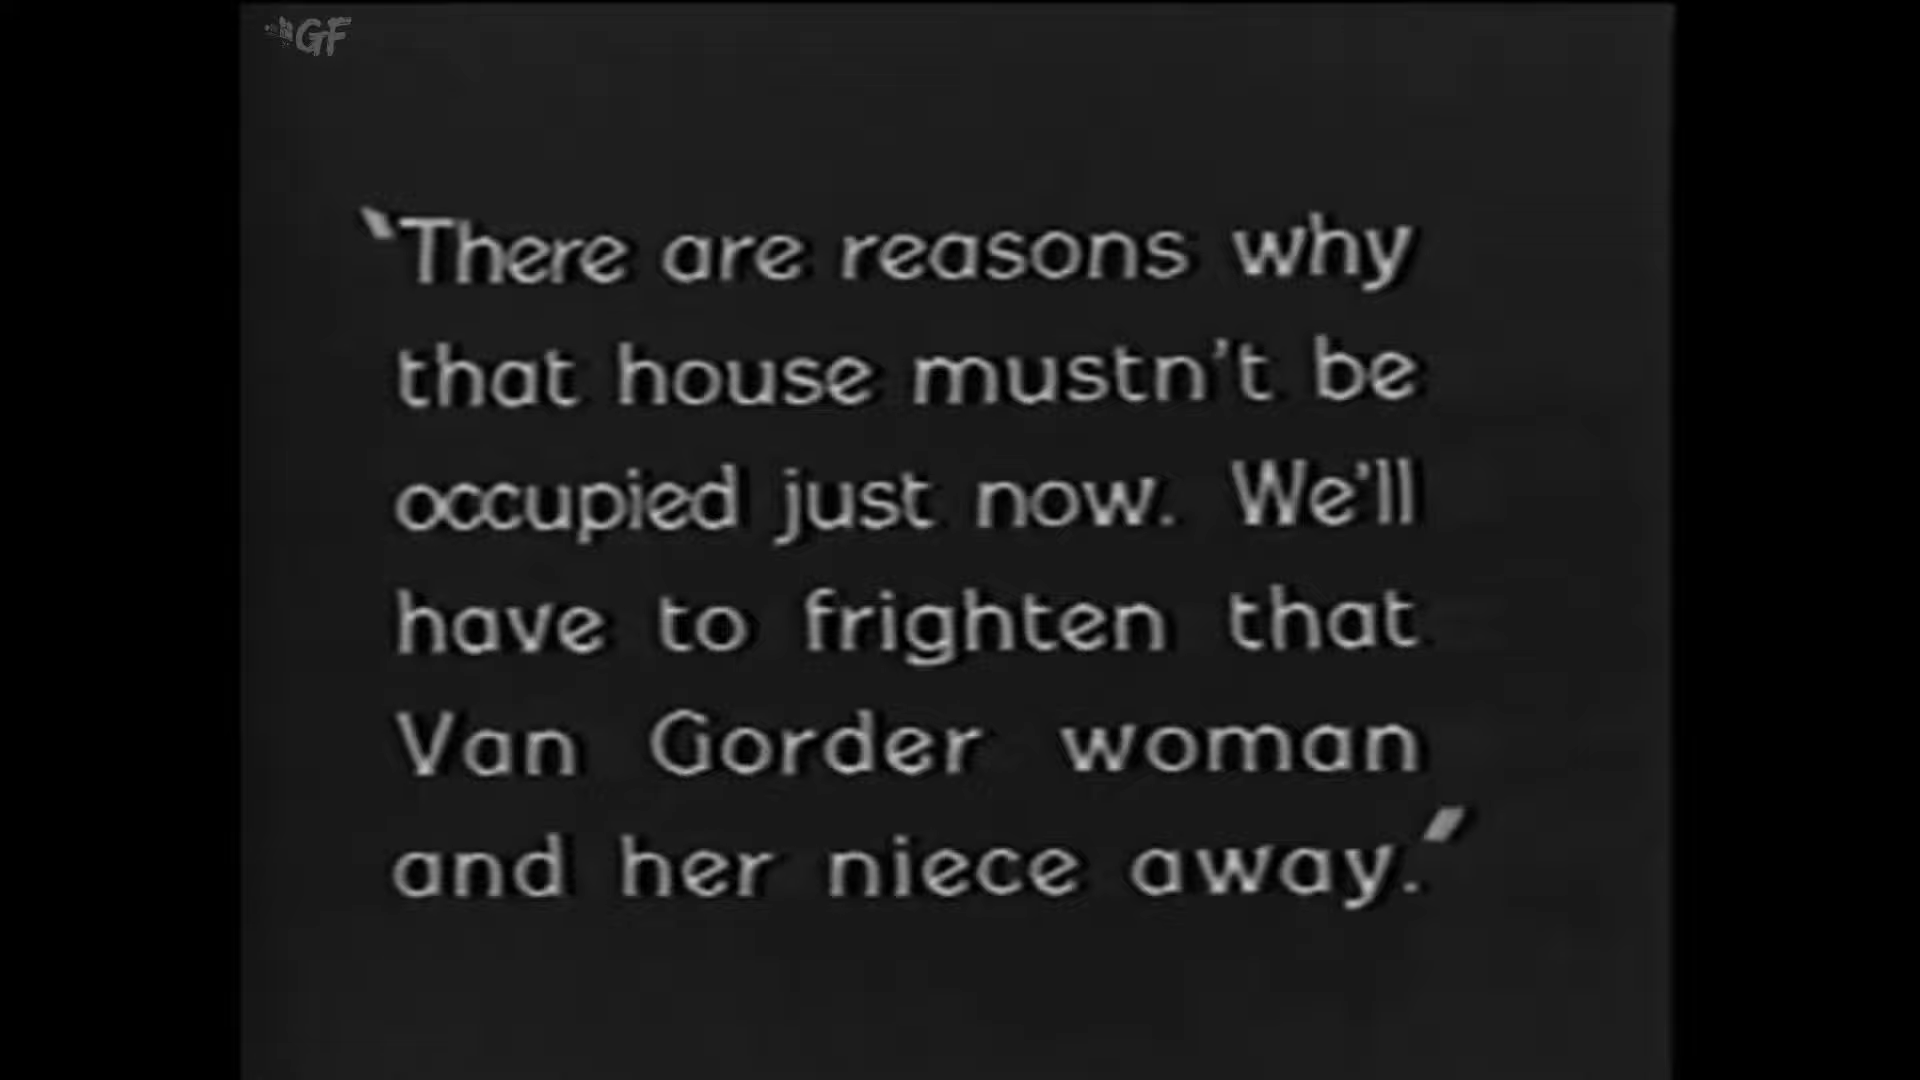 GF
‘There are reasons why
that house mustn't be
occupied just now. We'll
have to frighten that
Van Gorder woman
and her niece away.’